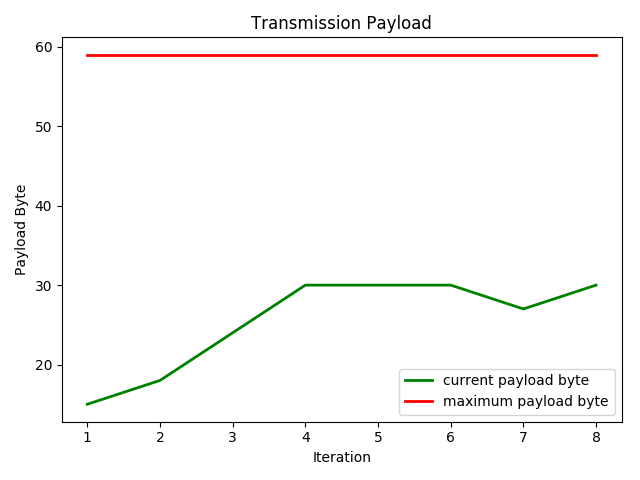 Transmission Payload
60
50
40
30
20
Payload Byte
current payload byte
maximum payload byte
1 2 3 4 5 6 7 8
Iteration